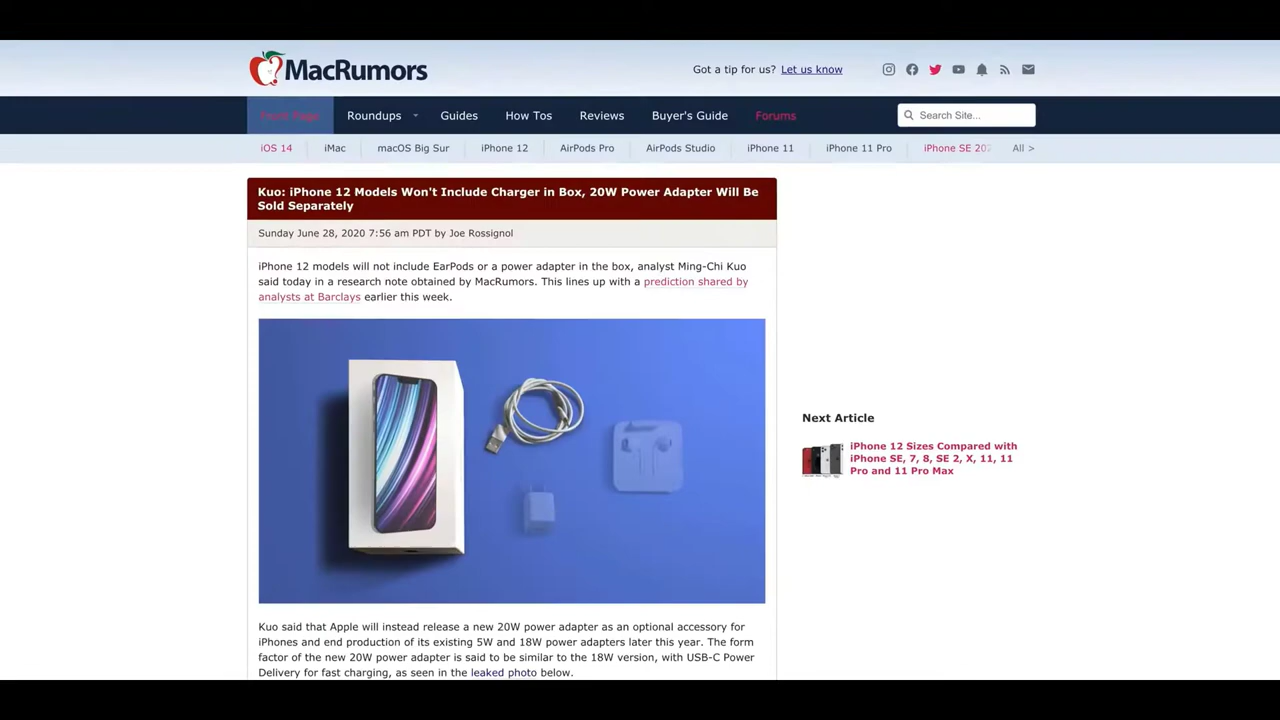 MacRumors
Got a tip for us? Let us know
Front Page Roundups Guides How Tos Reviews Buyer's Guide Forums Search Site...
iOS 14 iMac macOS Big Sur iPhone 12 AirPods Pro AirPods Studio iPhone 11 iPhone 11 Pro iPhone SE 202 All >
Kuo: iPhone 12 Models Won't Include Charger in Box, 20W Power Adapter Will Be
Sold Separately
Sunday June 28, 2020 7:56 am PDT by Joe Rossignol
iPhone 12 models will not include EarPods or a power adapter in the box, analyst Ming-Chi Kuo
said today in a research note obtained by MacRumors. This lines up with a prediction shared by
analysts at Barclays earlier this week.
Next Article
iPhone 12 Sizes Compared with
iPhone SE, 7, 8, SE 2, X, 11, 11
Pro and 11 Pro Max
Kuo said that Apple will instead release a new 20W power adapter as an optional accessory for
iPhones and end production of its existing 5W and 18W power adapters later this year. The form
factor of the new 20W power adapter is said to be similar to the 18W version, with USB-C Power
Delivery for fast charging, as seen in the leaked photo below.